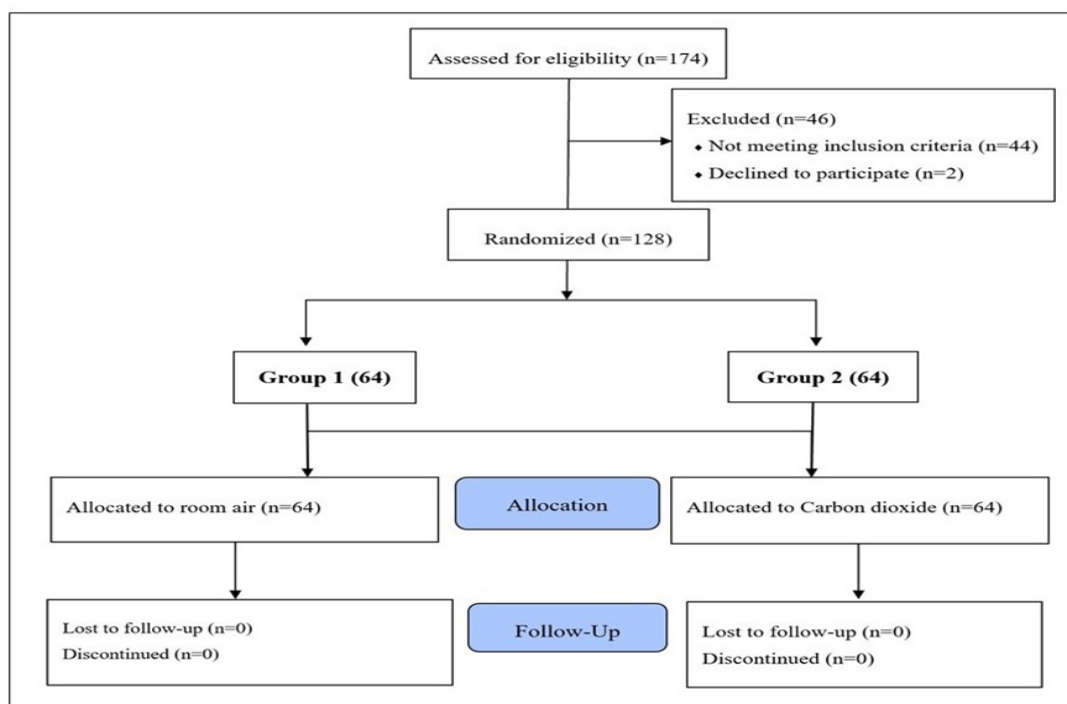 Assessed for eligibility (n=174)
Excluded (n=46)
⬥ Not meeting inclusion criteria (n=44)
⬥ Declined to participate (n=2)
Randomized (n=128)
Group 1 (64)
Group 2 (64)
Allocated to room air (n=64)
Allocation
Allocated to Carbon dioxide (n=64)
Lost to follow-up (n=0)
Discontinued (n=0)
Follow-Up
Lost to follow-up (n=0)
Discontinued (n=0)